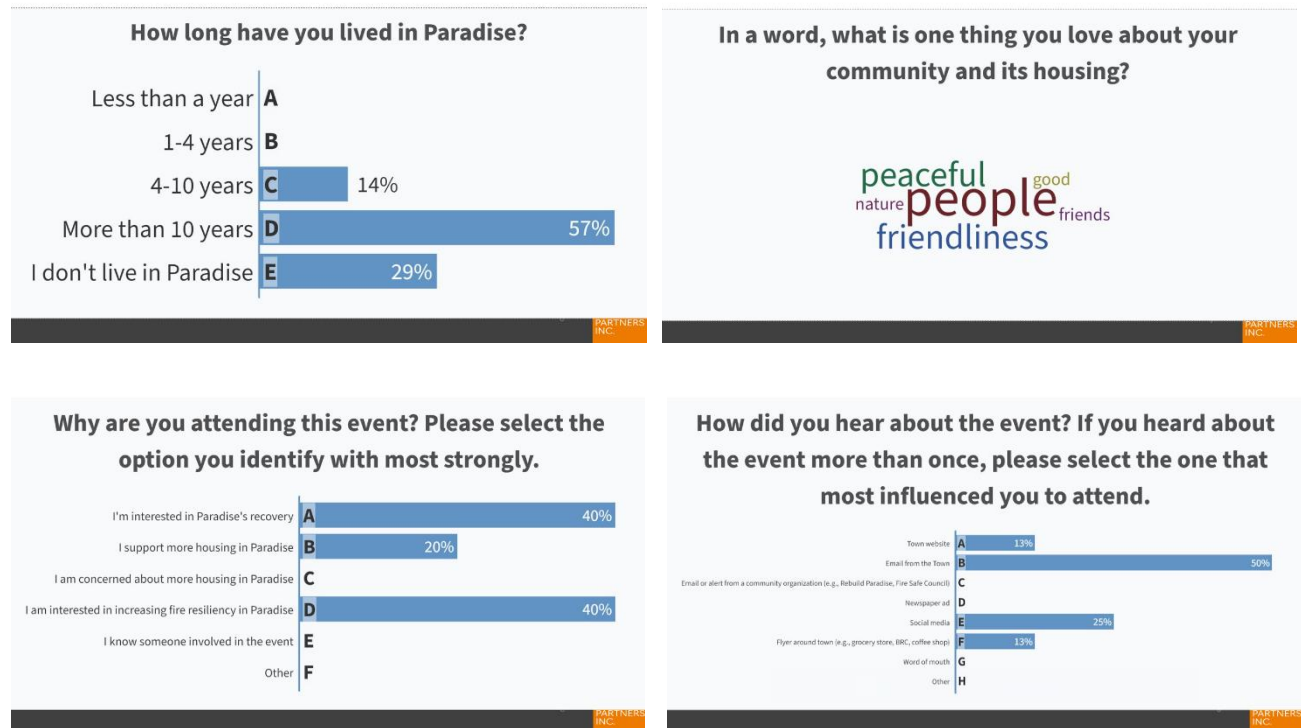 How long have you lived in Paradise?
Less than a year A
1-4 years B
4-10 years C 14%
More than 10 years D 57%
I don't live in Paradise E 29%
PARTNERS
INC.
In a word, what is one thing you love about your
community and its housing?
peaceful
good
nature people friends
friendliness
PARTNERS
INC.
Why are you attending this event? Please select the
option you identify with most strongly.
I'm interested in Paradise's recovery A 40%
I support more housing in Paradise B 20%
I am concerned about more housing in Paradise C
I am interested in increasing fire resiliency in Paradise D 40%
I know someone involved in the event E
Other F
PARTNERS
INC.
How did you hear about the event? If you heard about
the event more than once, please select the one that
most influenced you to attend.
Town website A 13%
Email from the Town B 50%
Email or alert from a community organization (e.g., Rebuild Paradise, Fire Safe Council) C
Newspaper ad D
Social media E 25%
Flyer around town (e.g., grocery store, BRC, coffee shop) F 13%
Word of mouth G
Other H
PARTNERS
INC.